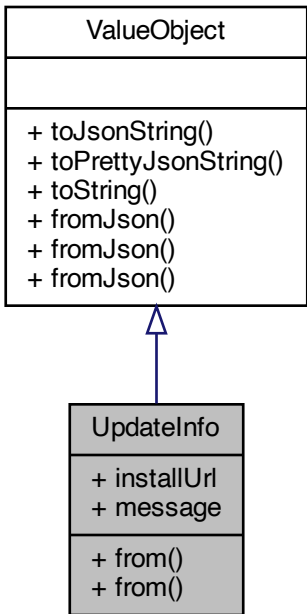 ValueObject
+ toJsonString()
+ toPrettyJsonString()
+ toString()
+ fromJson()
+ fromJson()
+ fromJson()
UpdateInfo
+ installUrl
+ message
+ from()
+ from()